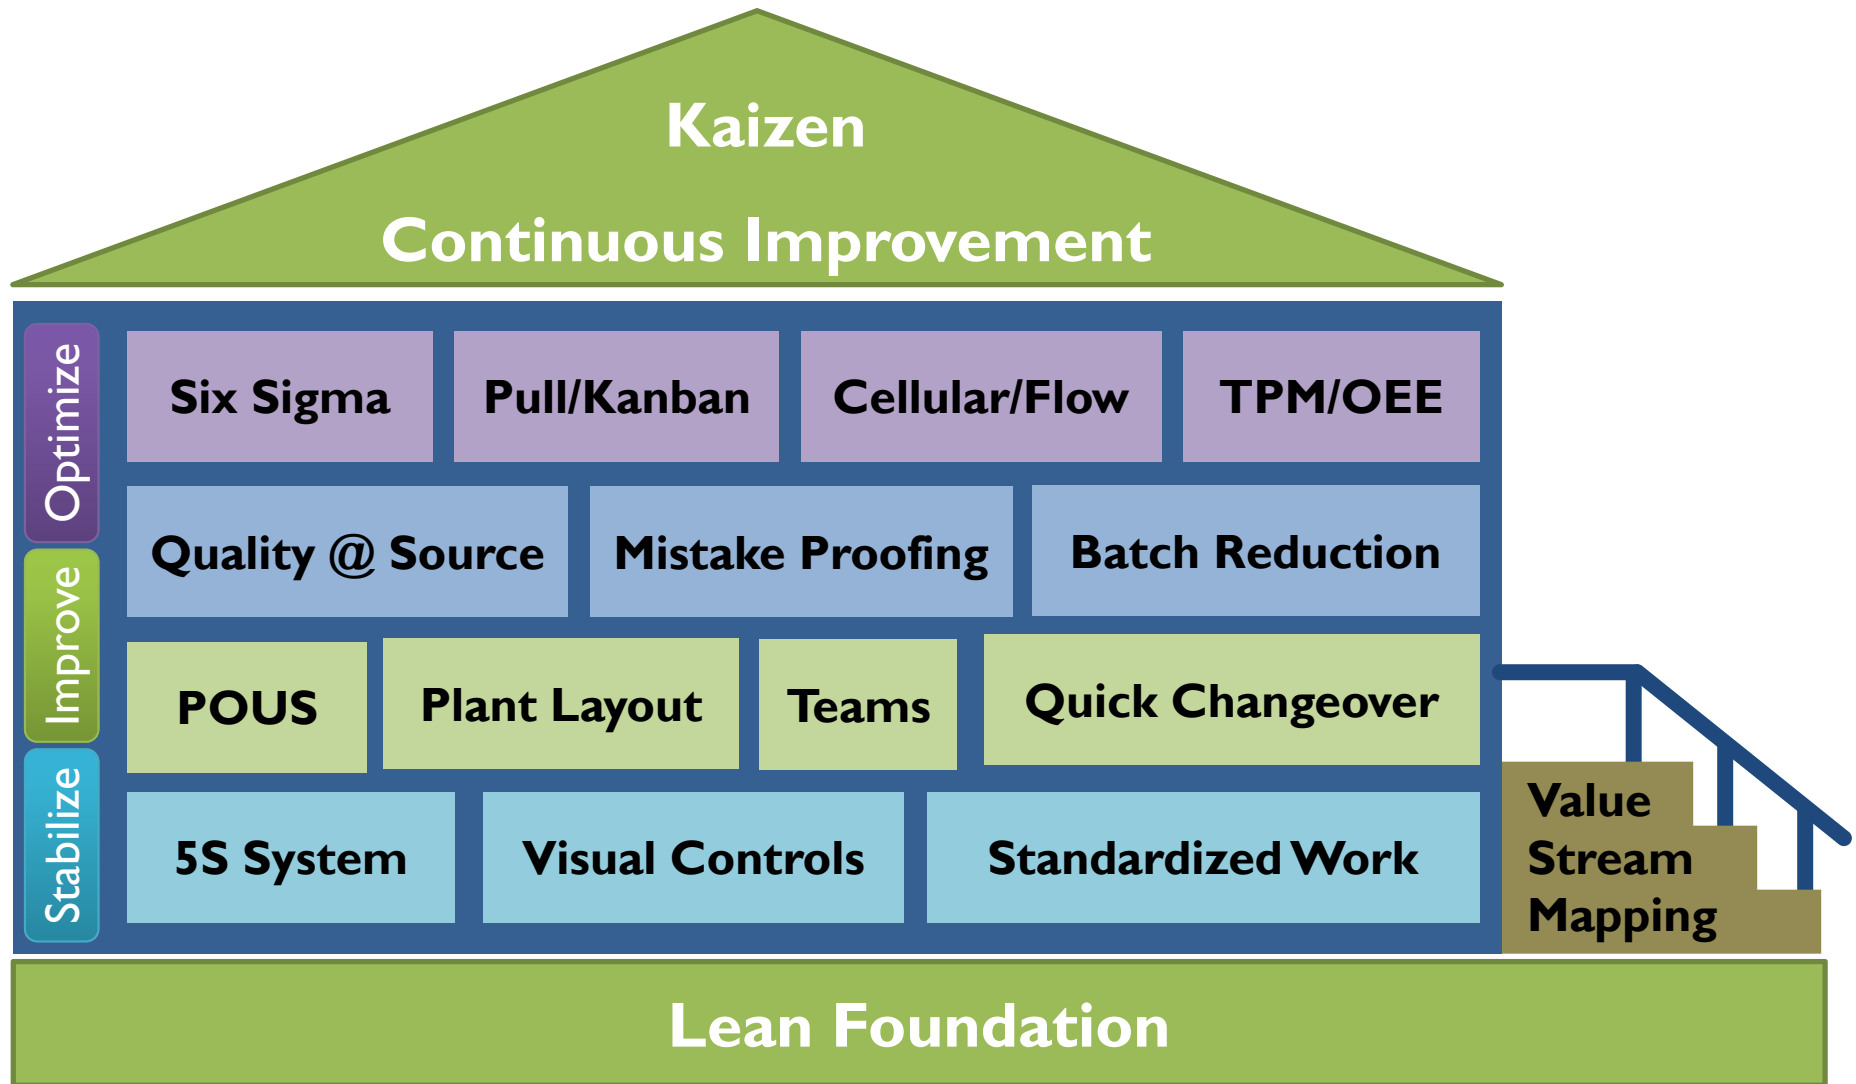 Kaizen
Continuous Improvement
Optimize
Six Sigma
Pull/Kanban
Cellular/Flow
TPM/OEE
Quality @ Source
Mistake Proofing
Batch Reduction
Improve
POUS
Plant Layout
Teams
Quick Changeover
Stabilize
5S System
Visual Controls
Standardized Work
Value
Stream
Mapping
Lean Foundation